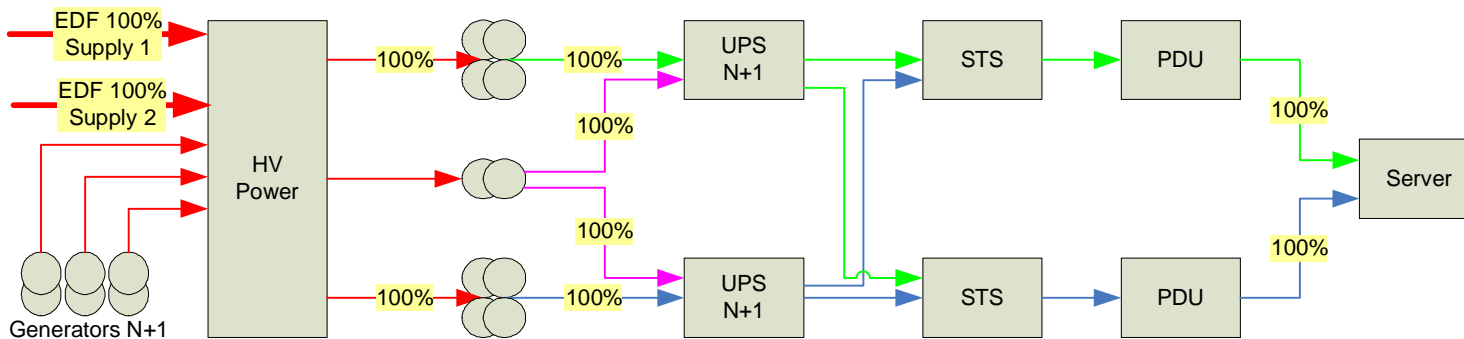 EDF 100%
Supply 1
EDF 100%
Supply 2
Generators N+1
HV
Power
100%
100%
100%
100%
100%
100%
UPS
N+1
UPS
N+1
STS
STS
PDU
PDU
100%
100%
Server